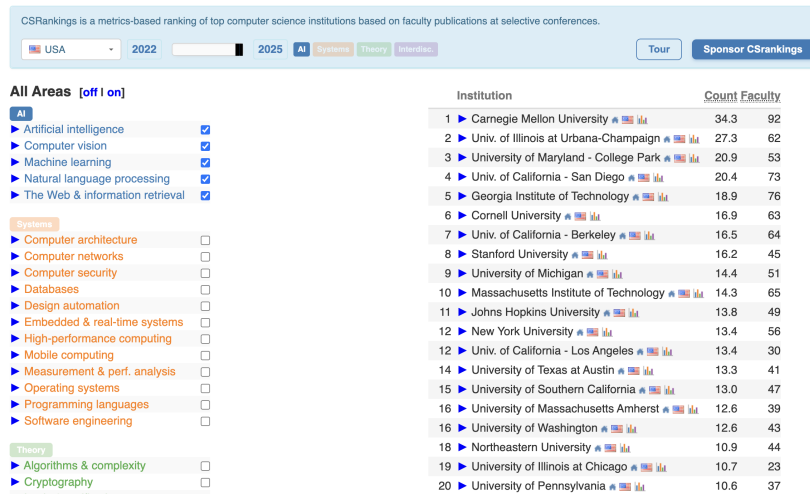 CSRankings is a metrics-based ranking of top computer science institutions based on faculty publications at selective conferences.
USA 2022 2025 AI Systems Theory Interdisc. Tour Sponsor CSrankings
All Areas [off | on]
AI
Artificial intelligence
Computer vision
Machine learning
Natural language processing
The Web & information retrieval
Systems
Computer architecture
Computer networks
Computer security
Databases
Design automation
Embedded & real-time systems
High-performance computing
Mobile computing
Measurement & perf. analysis
Operating systems
Programming languages
Software engineering
Theory
Algorithms & complexity
Cryptography
Institution Count Faculty
1 Carnegie Mellon University 34.3 92
2 Univ. of Illinois at Urbana-Champaign 27.3 62
3 University of Maryland - College Park 20.9 53
4 Univ. of California - San Diego 20.4 73
5 Georgia Institute of Technology 18.9 76
6 Cornell University 16.9 63
7 Univ. of California - Berkeley 16.5 64
8 Stanford University 16.2 45
9 University of Michigan 14.4 51
10 Massachusetts Institute of Technology 14.3 65
11 Johns Hopkins University 13.8 49
12 New York University 13.4 56
12 Univ. of California - Los Angeles 13.4 30
14 University of Texas at Austin 13.3 41
15 University of Southern California 13.0 47
16 University of Massachusetts Amherst 12.6 39
16 University of Washington 12.6 43
18 Northeastern University 10.9 44
19 University of Illinois at Chicago 10.7 23
20 University of Pennsylvania 10.6 37